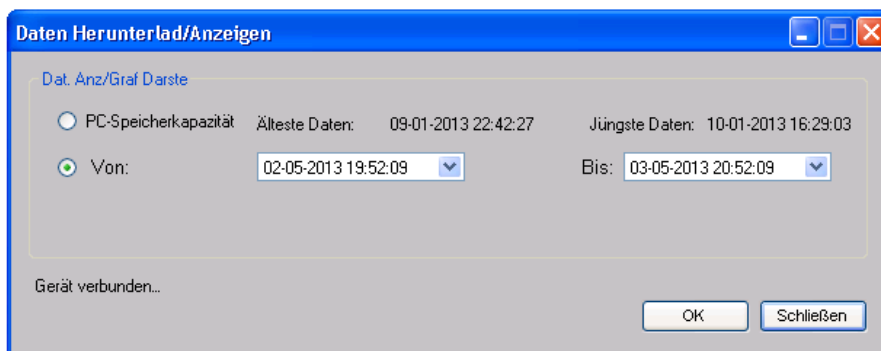 Daten Herunterlad/Anzeigen
Dat. Anz/Graf Darste
PC-Speicherkapazität Älteste Daten: 09-01-2013 22:42:27 Jüngste Daten: 10-01-2013 16:29:03
Von: 02-05-2013 19:52:09 Bis: 03-05-2013 20:52:09
Gerät verbunden...
OK Schließen